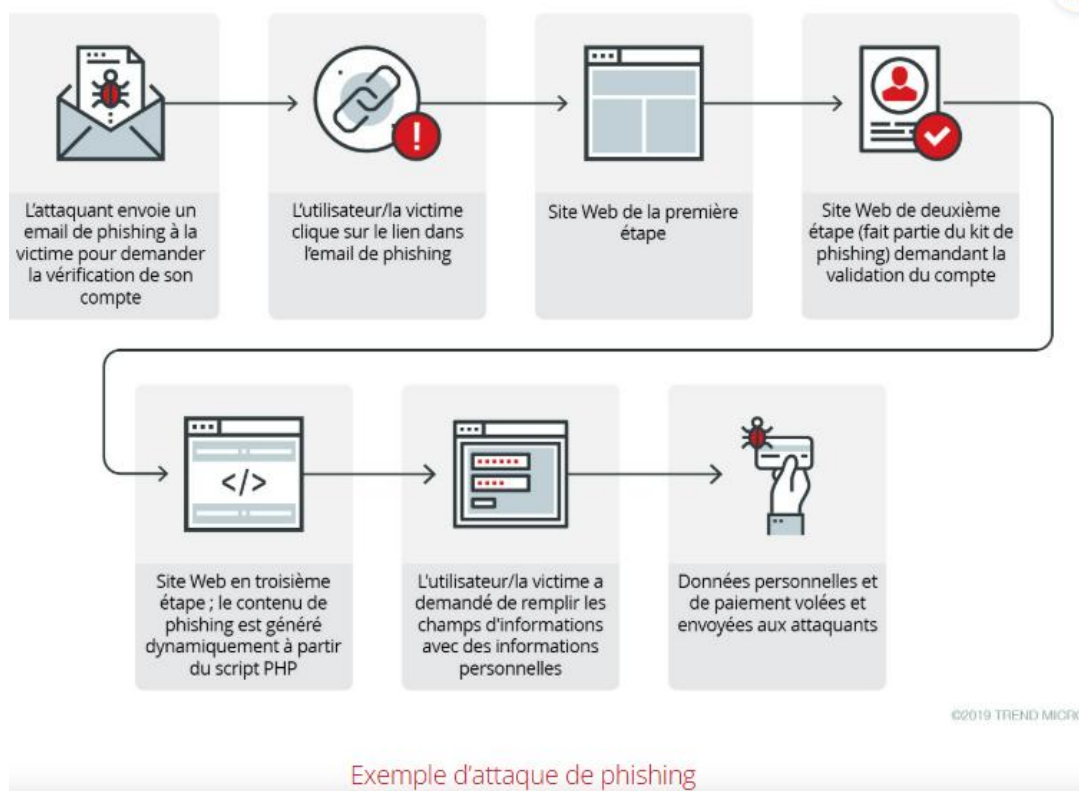 L'attaquant envoie un
email de phishing à la
victime pour demander
la vérification de son
compte
L'utilisateur/la victime
clique sur le lien dans
l'email de phishing
Site Web de la première
étape
Site Web de deuxième
étape (fait partie du kit de
phishing) demandant la
validation du compte
Site Web en troisième
étape ; le contenu de
phishing est généré
dynamiquement à partir
du script PHP
L'utilisateur/la victime a
demandé de remplir les
champs d'informations
avec des informations
personnelles
Données personnelles et
de paiement volées et
envoyées aux attaquants
©2019 TREND MICRO
Exemple d'attaque de phishing